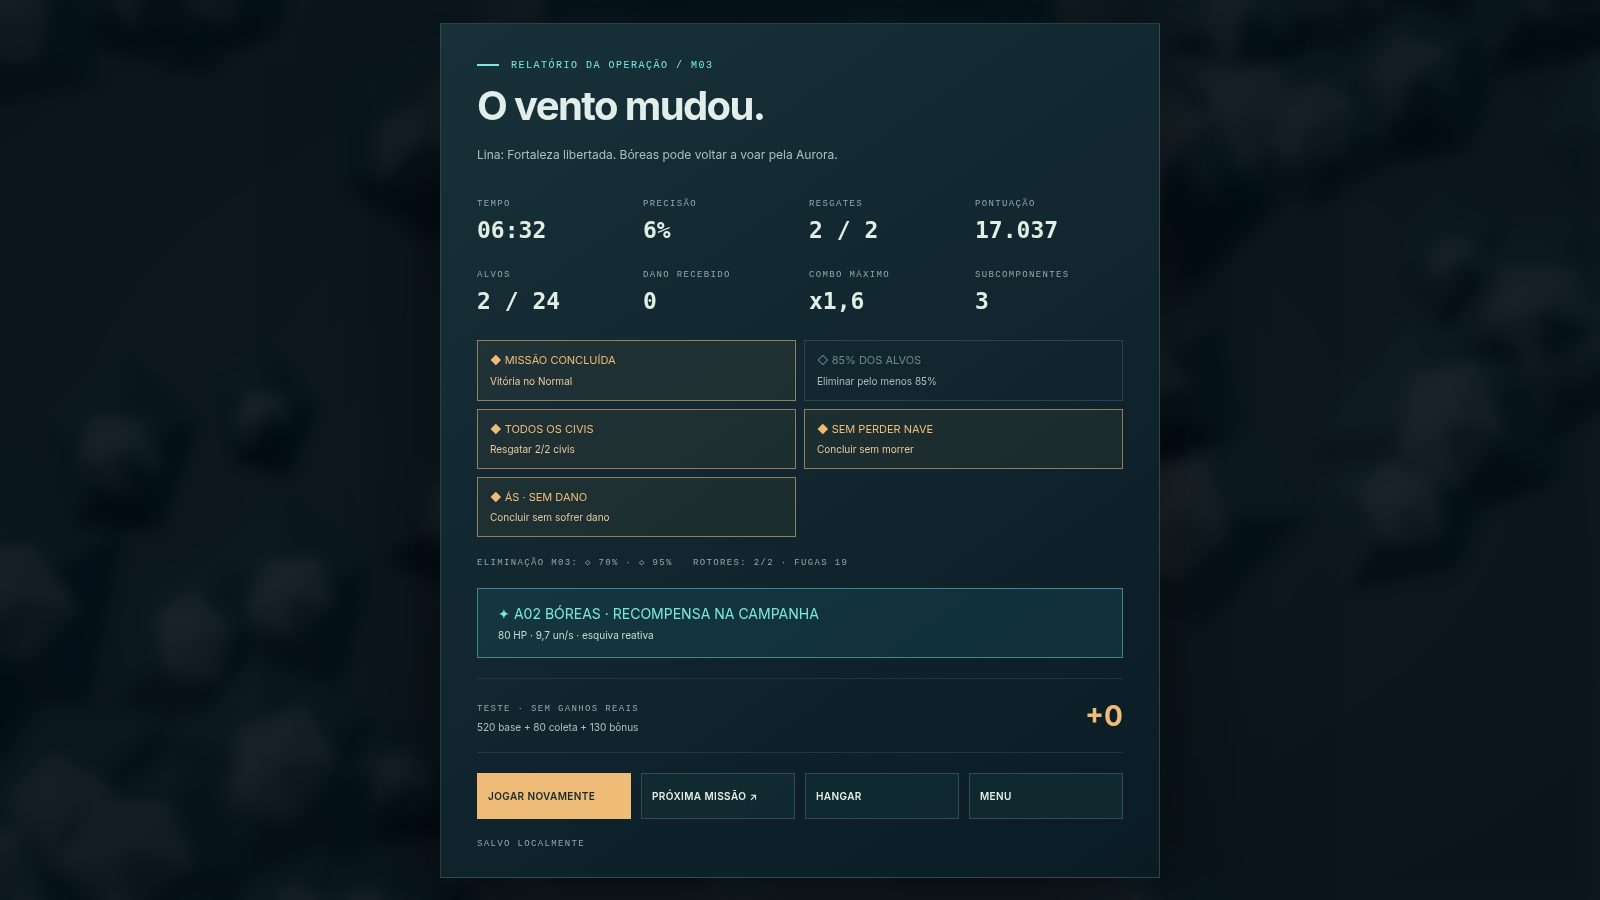 RELATÓRIO DA OPERAÇÃO / M03
O vento mudou.
Lina: Fortaleza libertada. Bóreas pode voltar a voar pela Aurora.
TEMPO PRECISÃO RESGATES PONTUAÇÃO
06:32 6% 2 / 2 17.037
ALVOS DANO RECEBIDO COMBO MÁXIMO SUBCOMPONENTES
2 / 24 0 x1,6 3
◆ MISSÃO CONCLUÍDA
Vitória no Normal
◇ 85% DOS ALVOS
Eliminar pelo menos 85%
◆ TODOS OS CIVIS
Resgatar 2/2 civis
◆ SEM PERDER NAVE
Concluir sem morrer
◆ ÁS · SEM DANO
Concluir sem sofrer dano
ELIMINAÇÃO M03: ◇ 70% · ◇ 95% ROTORES: 2/2 · FUGAS 19
✦ A02 BÓREAS · RECOMPENSA NA CAMPANHA
80 HP · 9,7 un/s · esquiva reativa
TESTE · SEM GANHOS REAIS
520 base + 80 coleta + 130 bônus
+0
JOGAR NOVAMENTE
PRÓXIMA MISSÃO ↗
HANGAR
MENU
SALVO LOCALMENTE